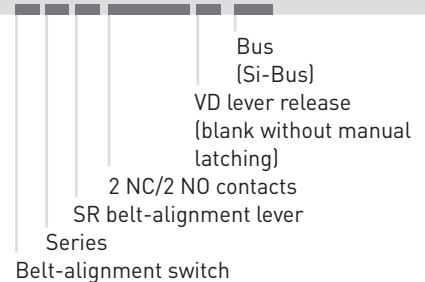 Bus
(Si-Bus)
VD lever release
(blank without manual
latching)
2 NC/2 NO contacts
SR belt-alignment lever
Series
Belt-alignment switch